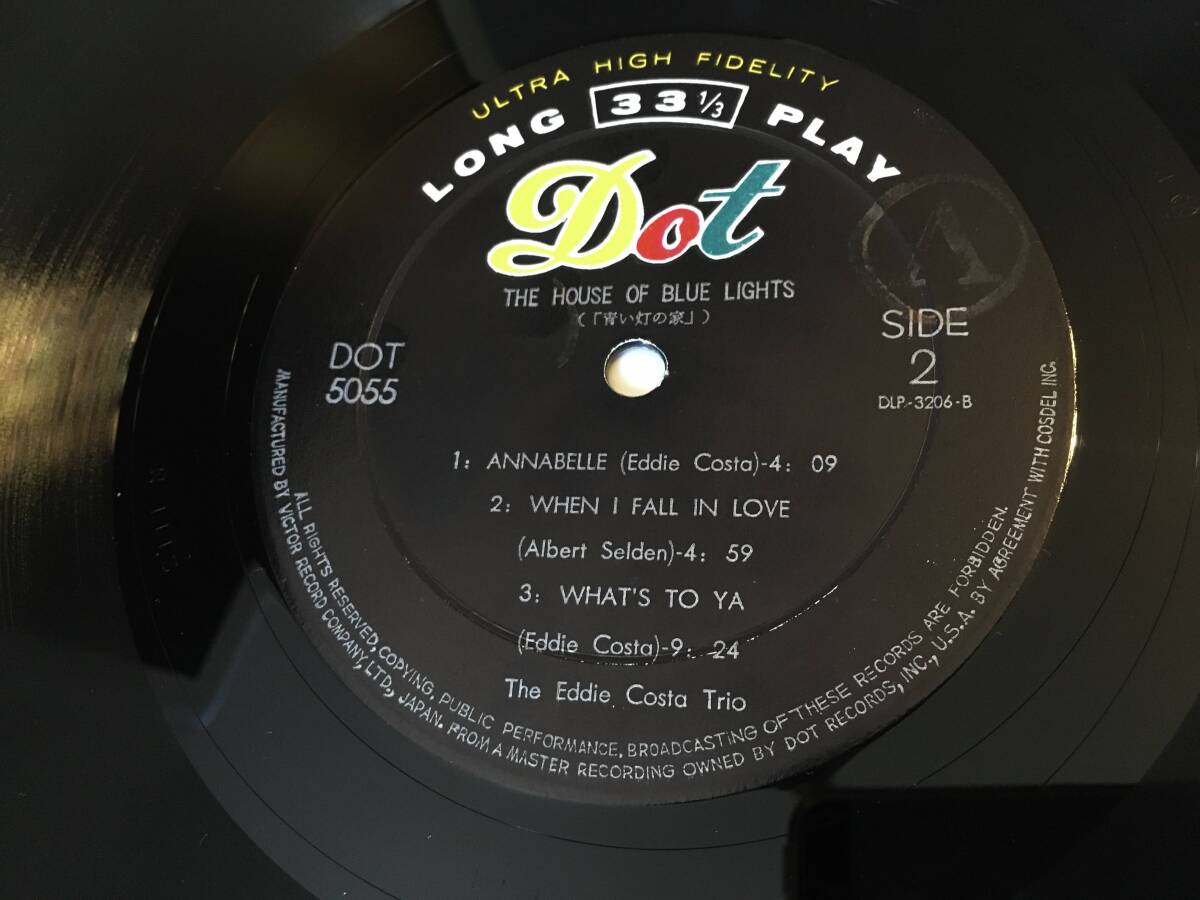 ULTRA HIGH FIDELITY
LONG 33 1/3 PLAY
Dot
THE HOUSE OF BLUE LIGHTS
(「青い灯の家」)
A
DOT
5055
SIDE
2
DLP-3206-B
1: ANNABELLE (Eddie Costa)-4: 09
2: WHEN I FALL IN LOVE
(Albert Selden)-4: 59
3: WHAT'S TO YA
(Eddie Costa)-9: 24
The Eddie Costa Trio
ALL RIGHTS RESERVED, COPYING, PUBLIC PERFORMANCE, BROADCASTING OF THESE RECORDS ARE FORBIDDEN.
MANUFACTURED BY VICTOR RECORD COMPANY, LTD., JAPAN. FROM A MASTER RECORDING OWNED BY DOT RECORDS, INC., U.S.A. BY AGREEMENT WITH COSDEL INC.